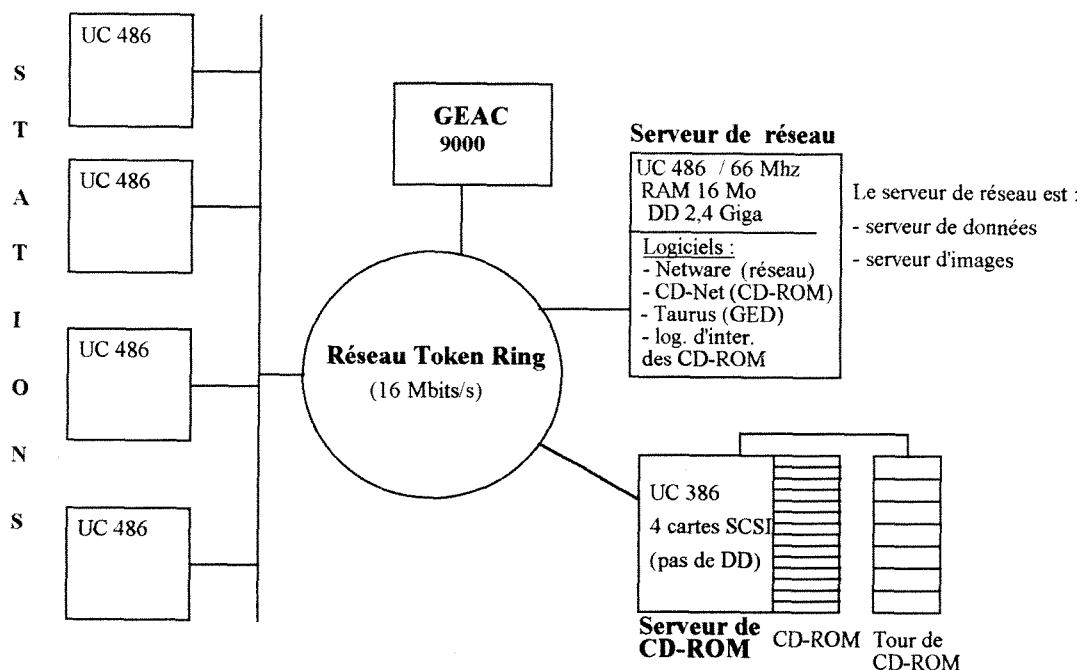 STATIONS
UC 486
UC 486
UC 486
UC 486
GEAC
9000
Réseau Token Ring
(16 Mbits/s)
Serveur de réseau
UC 486 / 66 Mhz
RAM 16 Mo
DD 2,4 Giga
Logiciels :
- Netware (réseau)
- CD-Net (CD-ROM)
- Taurus (GED)
- log. d'inter.
des CD-ROM
Le serveur de réseau est :
- serveur de données
- serveur d'images
UC 386
4 cartes SCSI
(pas de DD)
Serveur de
CD-ROM
CD-ROM
Tour de
CD-ROM